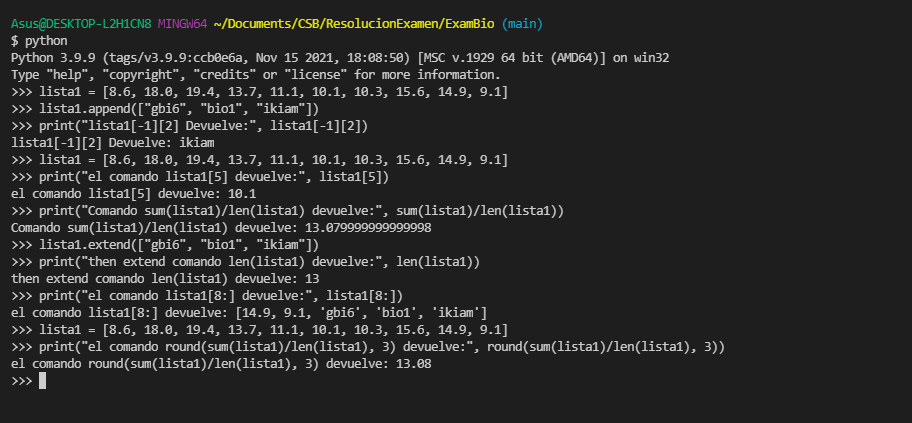 Asus@DESKTOP-L2H1CN8 MINGW64 ~/Documents/CSB/ResolucionExamen/ExamBio (main)
$ python
Python 3.9.9 (tags/v3.9.9:ccb0e6a, Nov 15 2021, 18:08:50) [MSC v.1929 64 bit (AMD64)] on win32
Type "help", "copyright", "credits" or "license" for more information.
>>> lista1 = [8.6, 18.0, 19.4, 13.7, 11.1, 10.1, 10.3, 15.6, 14.9, 9.1]
>>> lista1.append(["gbi6", "bio1", "ikiam"])
>>> print("lista1[-1][2] Devuelve:", lista1[-1][2])
lista1[-1][2] Devuelve: ikiam
>>> lista1 = [8.6, 18.0, 19.4, 13.7, 11.1, 10.1, 10.3, 15.6, 14.9, 9.1]
>>> print("el comando lista1[5] devuelve:", lista1[5])
el comando lista1[5] devuelve: 10.1
>>> print("Comando sum(lista1)/len(lista1) devuelve:", sum(lista1)/len(lista1))
Comando sum(lista1)/len(lista1) devuelve: 13.079999999999998
>>> lista1.extend(["gbi6", "bio1", "ikiam"])
>>> print("then extend comando len(lista1) devuelve:", len(lista1))
then extend comando len(lista1) devuelve: 13
>>> print("el comando lista1[8:] devuelve:", lista1[8:])
el comando lista1[8:] devuelve: [14.9, 9.1, 'gbi6', 'bio1', 'ikiam']
>>> lista1 = [8.6, 18.0, 19.4, 13.7, 11.1, 10.1, 10.3, 15.6, 14.9, 9.1]
>>> print("el comando round(sum(lista1)/len(lista1), 3) devuelve:", round(sum(lista1)/len(lista1), 3))
el comando round(sum(lista1)/len(lista1), 3) devuelve: 13.08
>>>